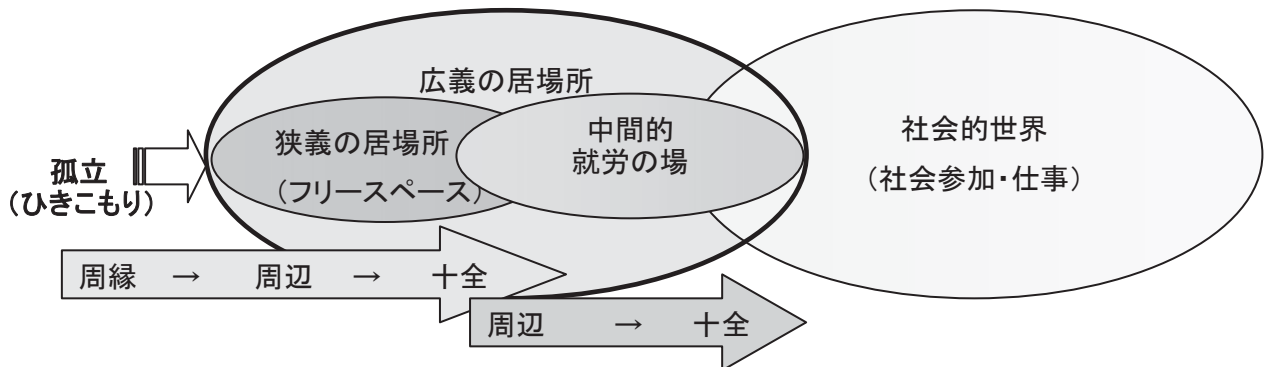 広義の居場所
狭義の居場所
(フリースペース)
中間的
就労の場
社会的世界
(社会参加・仕事)
孤立
(ひきこもり)
周縁 → 周辺 → 十全
周辺 → 十全